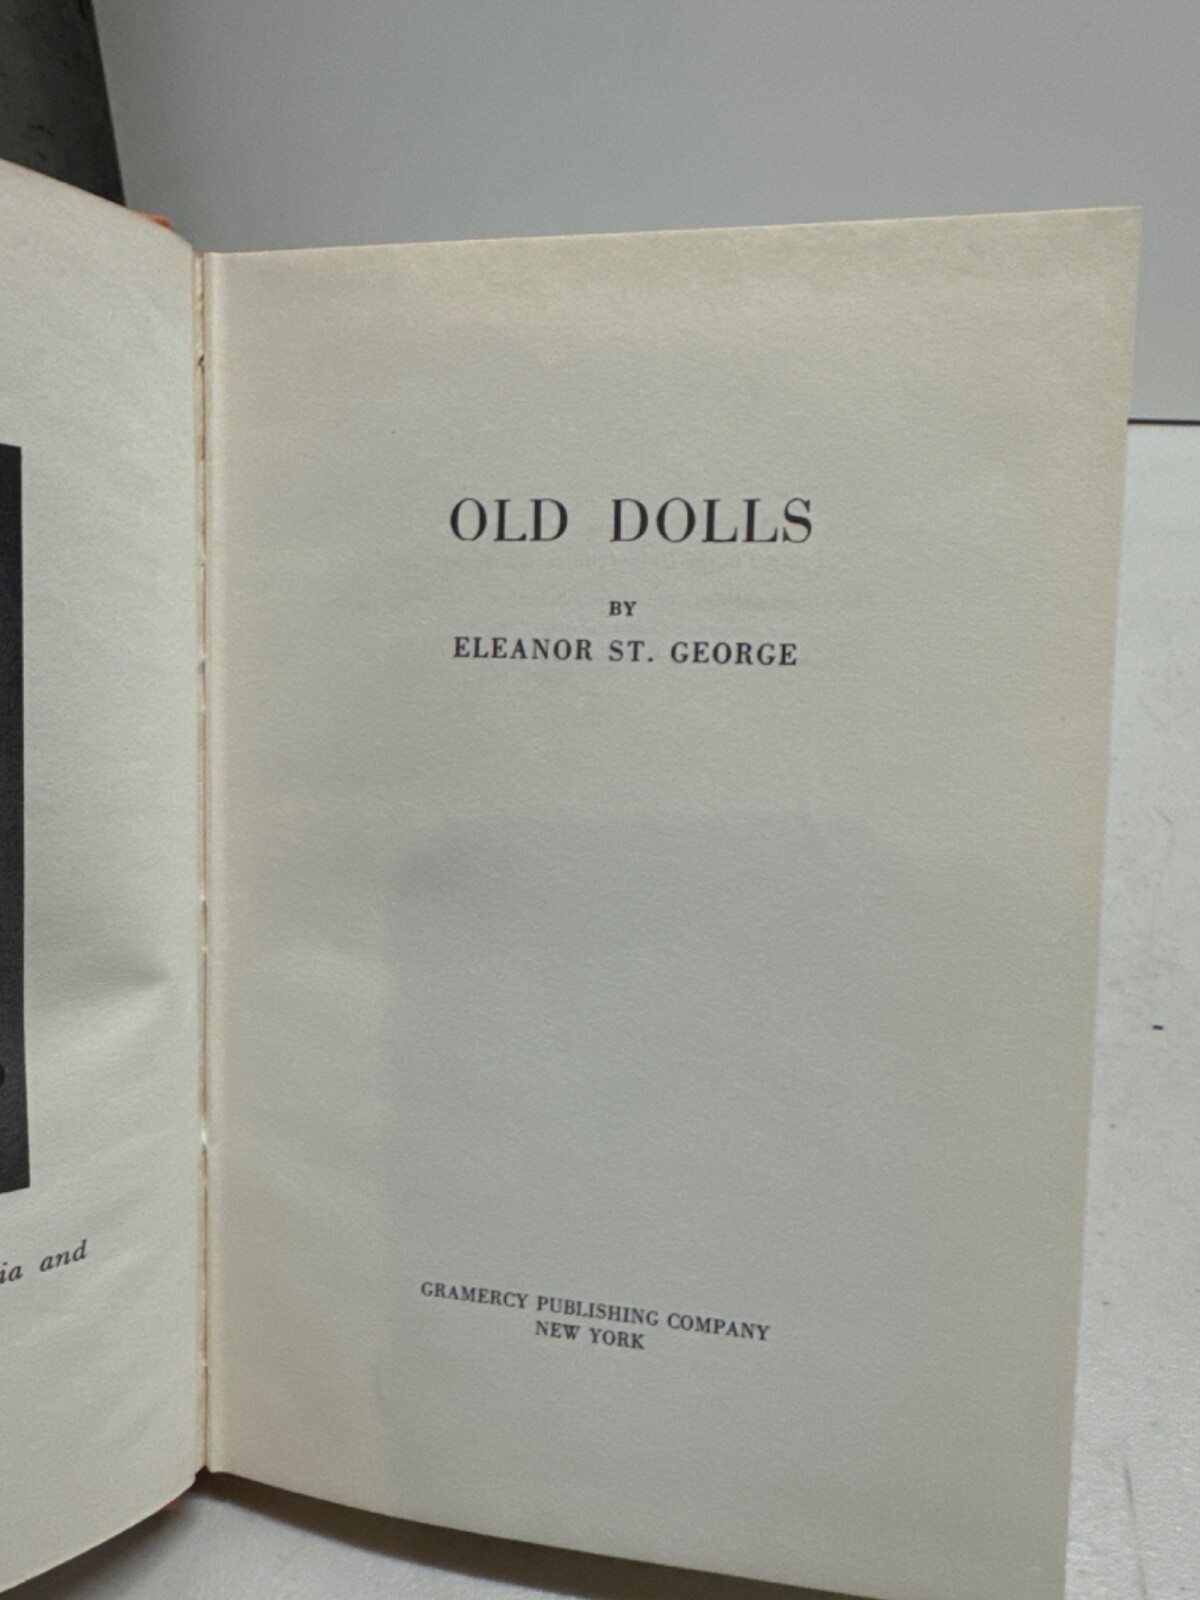 ia and
OLD DOLLS
BY
ELEANOR ST. GEORGE
GRAMERCY PUBLISHING COMPANY
NEW YORK